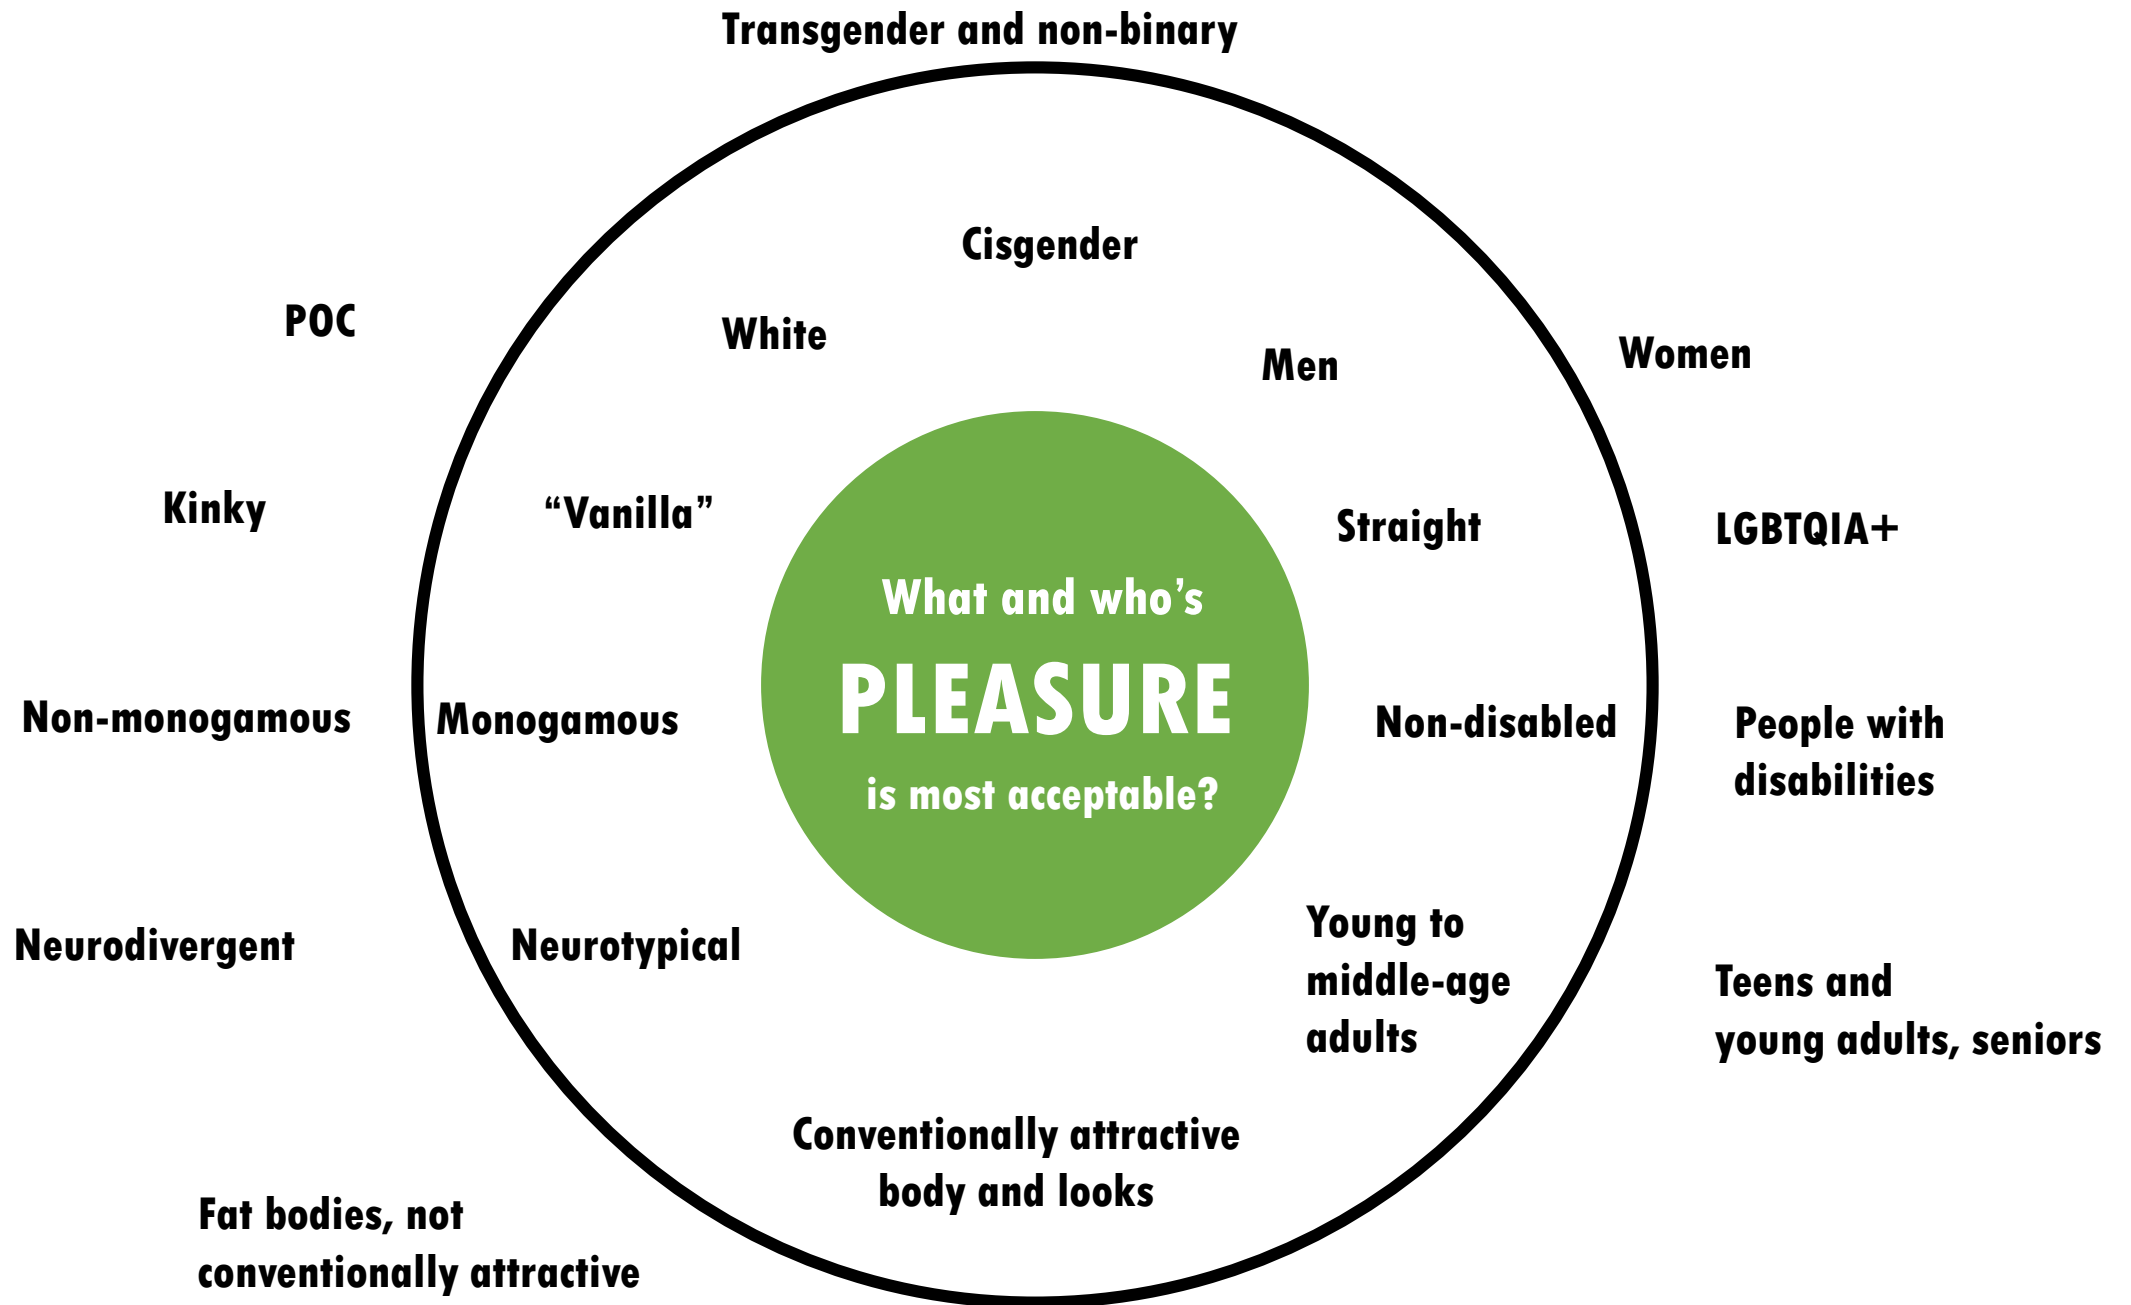 Transgender and non-binary
Cisgender
POC
White
Men
Women
Kinky
“Vanilla”
Straight
LGBTQIA+
What and who’s
PLEASURE
is most acceptable?
Non-monogamous
Monogamous
Non-disabled
People with
disabilities
Neurodivergent
Neurotypical
Young to
middle-age
adults
Teens and
young adults, seniors
Conventionally attractive
body and looks
Fat bodies, not
conventionally attractive